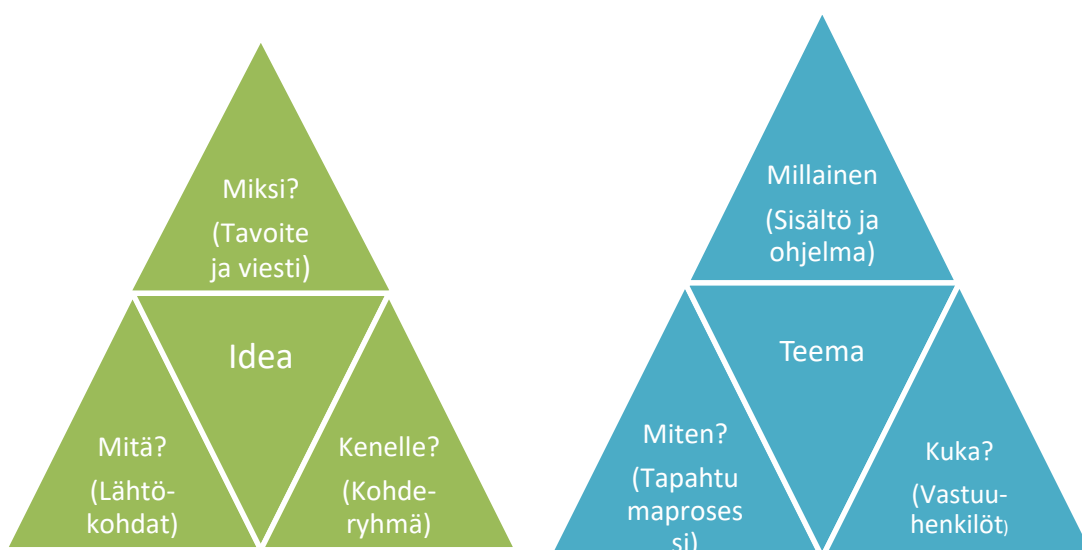 Miksi?
(Tavoite
ja viesti)
Idea
Mitä?
(Lähtö-
kohdat)
Kenelle?
(Kohde-
ryhmä)
Millainen
(Sisältö ja
ohjelma)
Teema
Miten?
(Tapahtu
maproses
si)
Kuka?
(Vastuu-
henkilöt)